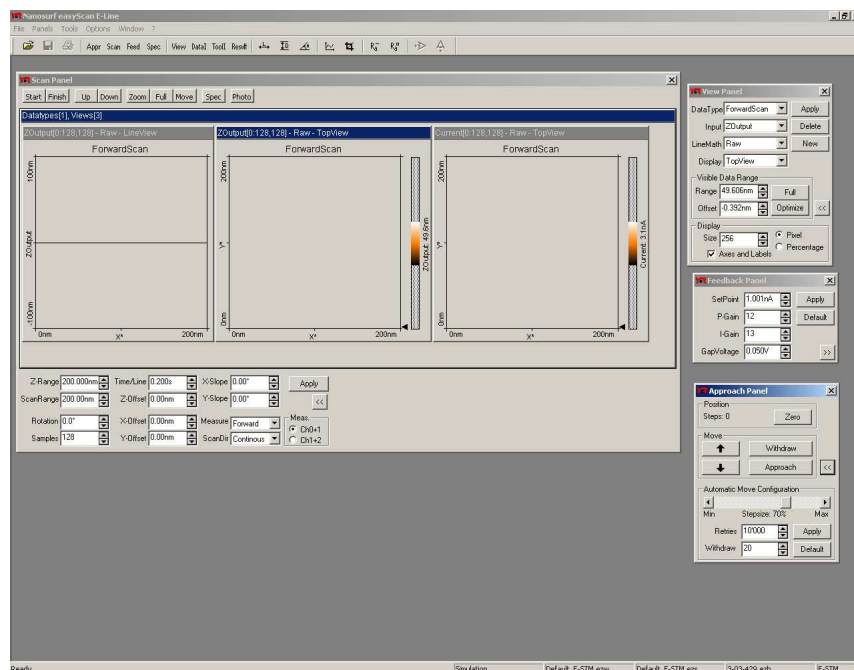 Nanosurf easyScan E-Line
File Panels Tools Options Window ?
Appr Scan Feed Spec View DataI ToolI Result
Scan Panel
Start Finish Up Down Zoom Full Move Spec Photo
Datatypes[1], Views[3]
ZOutput[0:128,128] - Raw - LineView
ForwardScan
100nm
ZOutput
-100nm
0nm X* 200nm
ZOutput[0:128,128] - Raw - TopView
ForwardScan
200nm
Y*
0nm
0nm X* 200nm
ZOutput: 49.6nm
Current[0:128,128] - Raw - TopView
ForwardScan
200nm
Y*
0nm
0nm X* 200nm
Current: 3.1nA
Z-Range 200.000nm Time/Line 0.200s X-Slope 0.00° Apply
ScanRange 200.00nm Z-Offset 0.00nm Y-Slope 0.00° <<
Rotation 0.0° X-Offset 0.00nm Measure Forward Meas. Ch0+1
Samples 128 Y-Offset 0.00nm ScanDir Continous Ch1+2
View Panel
DataType ForwardScan Apply
Input ZOutput Delete
LineMath Raw New
Display TopView
Visible Data Range
Range 49.606nm Full
Offset -0.392nm Optimize <<
Display
Size 256 Pixel
Percentage
Axes and Labels
Feedback Panel
SetPoint 1.001nA Apply
P-Gain 12 Default
I-Gain 13
GapVoltage 0.050V >>
Approach Panel
Position
Steps: 0 Zero
Move
Withdraw
Approach <<
Automatic Move Configuration
Min Stepsize: 70% Max
Retries 10'000 Apply
Withdraw 20 Default
Ready Simulation Default_E-STM.ezw Default_E-STM.ezs 3-03-429.ezh E-STM